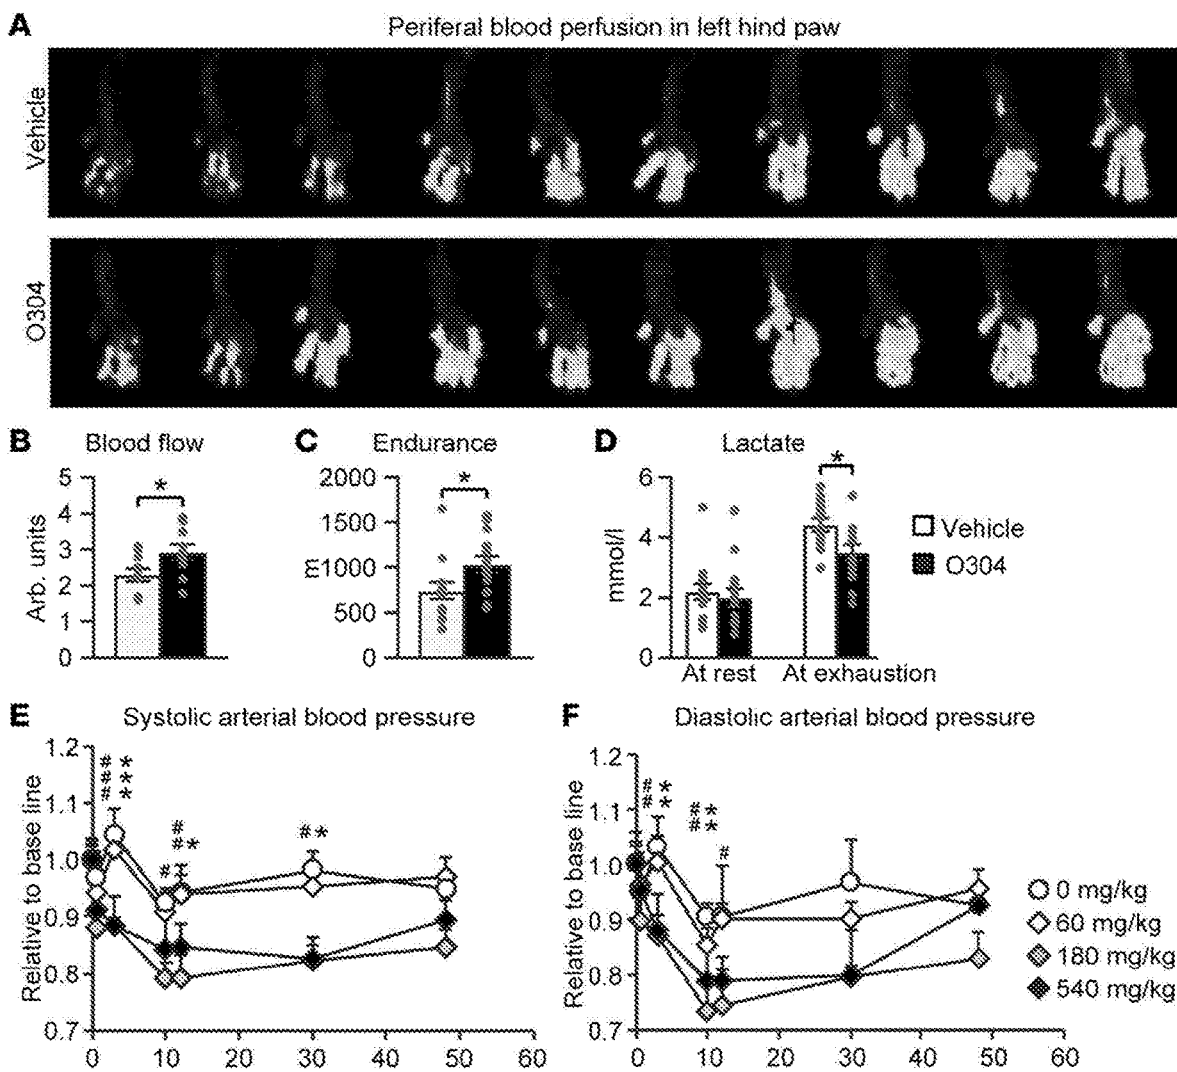 A Periferal blood perfusion in left hind paw
Vehicle
O304
B Blood flow
C Endurance
D Lactate
Arb. units
5
4
3
2
1
0
*
m
2000
1500
1000
500
0
*
mmol/l
6
4
2
0
*
At rest
At exhaustion
Vehicle
O304
E Systolic arterial blood pressure
Relative to base line
1.2
1.1
1.0
0.9
0.8
0.7
###
***
#
##
*
#*
0 10 20 30 40 50 60
F Diastolic arterial blood pressure
Relative to base line
1.2
1.1
1.0
0.9
0.8
0.7
##
**
##
**
#
0 10 20 30 40 50 60
0 mg/kg
60 mg/kg
180 mg/kg
540 mg/kg